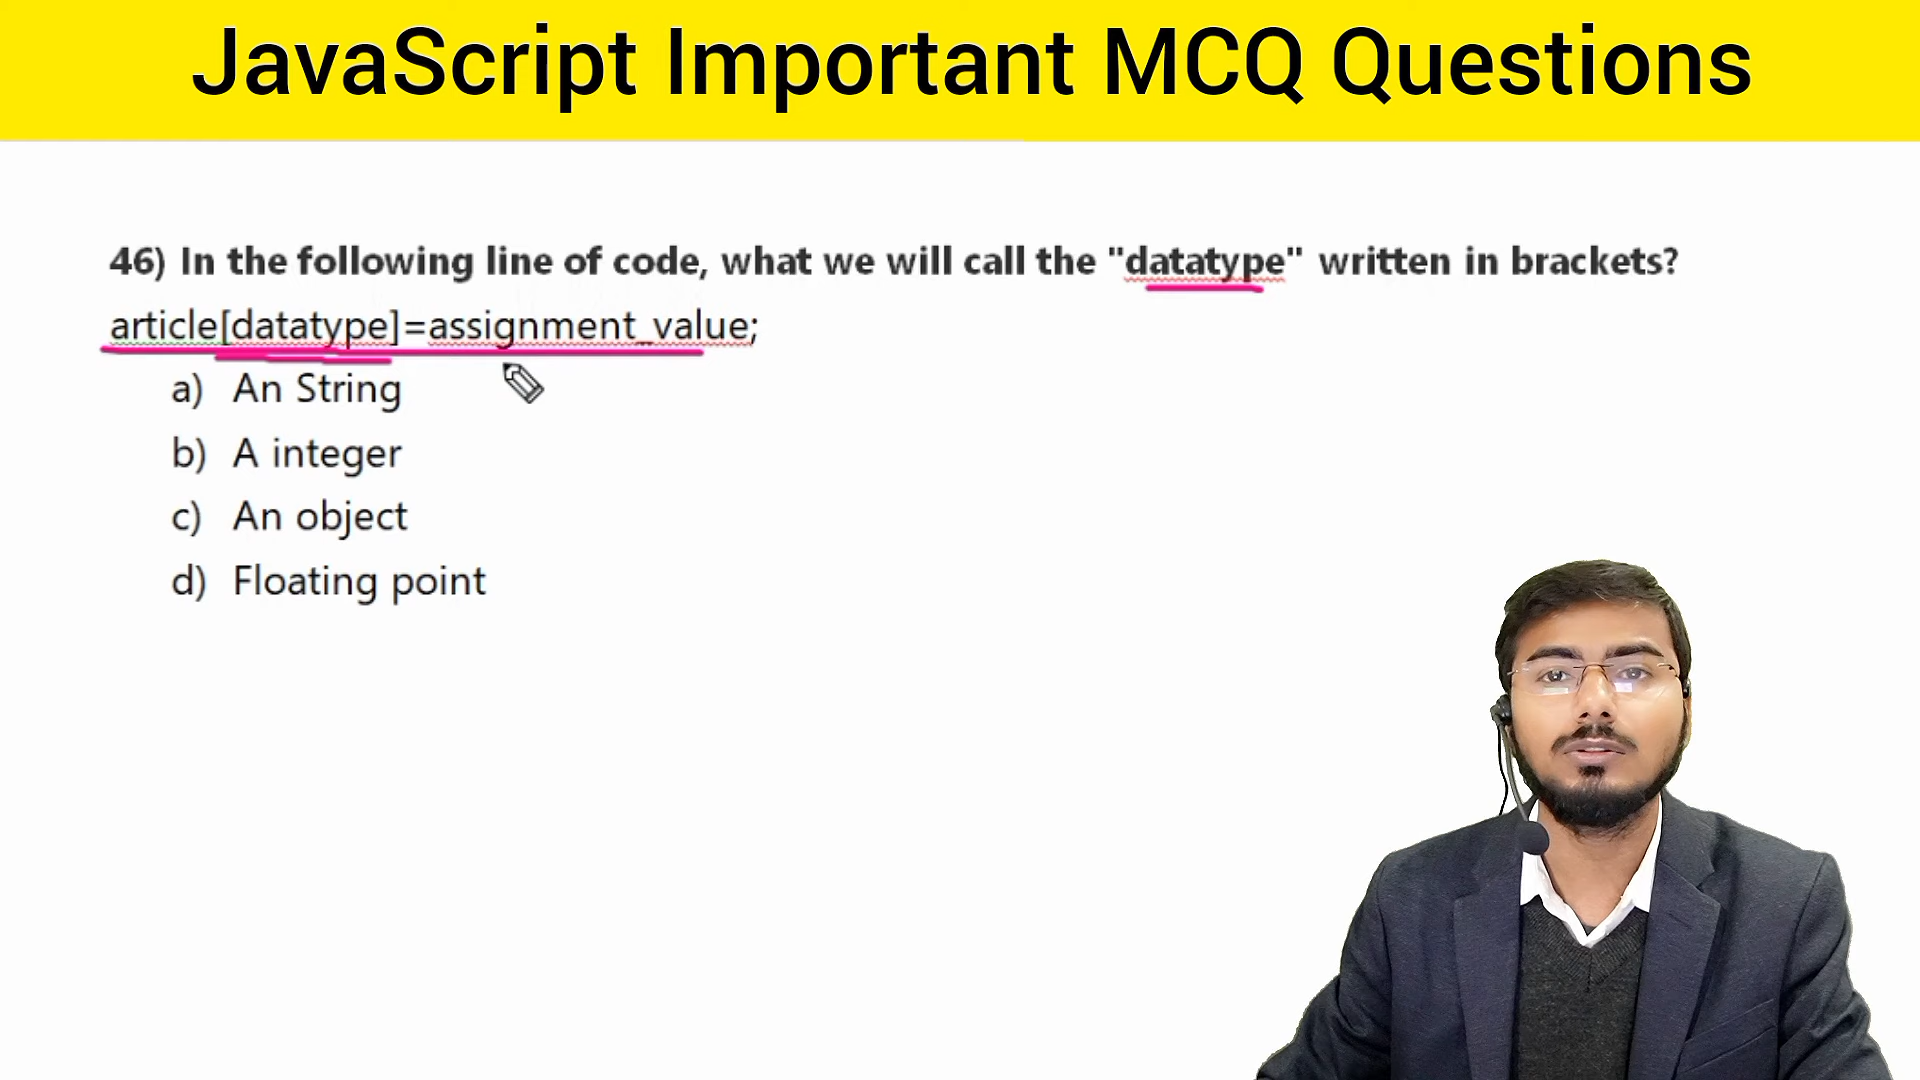 JavaScript Important MCQ Questions
46) In the following line of code, what we will call the "datatype" written in brackets?
article[datatype]=assignment_value;
a) An String
b) A integer
c) An object
d) Floating point